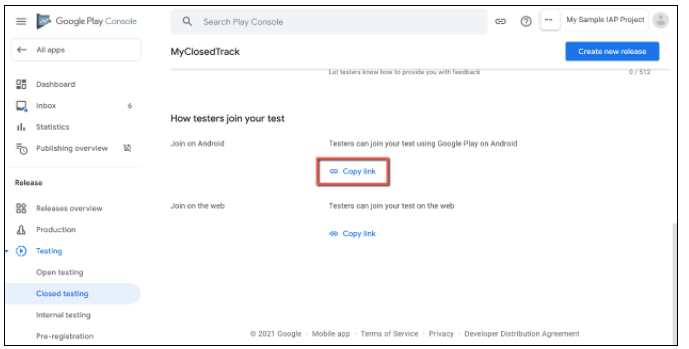 Google Play Console
Search Play Console
My Sample IAP Project
All apps
MyClosedTrack
Create new release
Let testers know how to provide you with feedback
0 / 512
Dashboard
Inbox 6
Statistics
Publishing overview
Release
Releases overview
Production
Testing
Open testing
Closed testing
Internal testing
Pre-registration
How testers join your test
Join on Android
Testers can join your test using Google Play on Android
Copy link
Join on the web
Testers can join your test on the web
Copy link
© 2021 Google · Mobile app · Terms of Service · Privacy · Developer Distribution Agreement